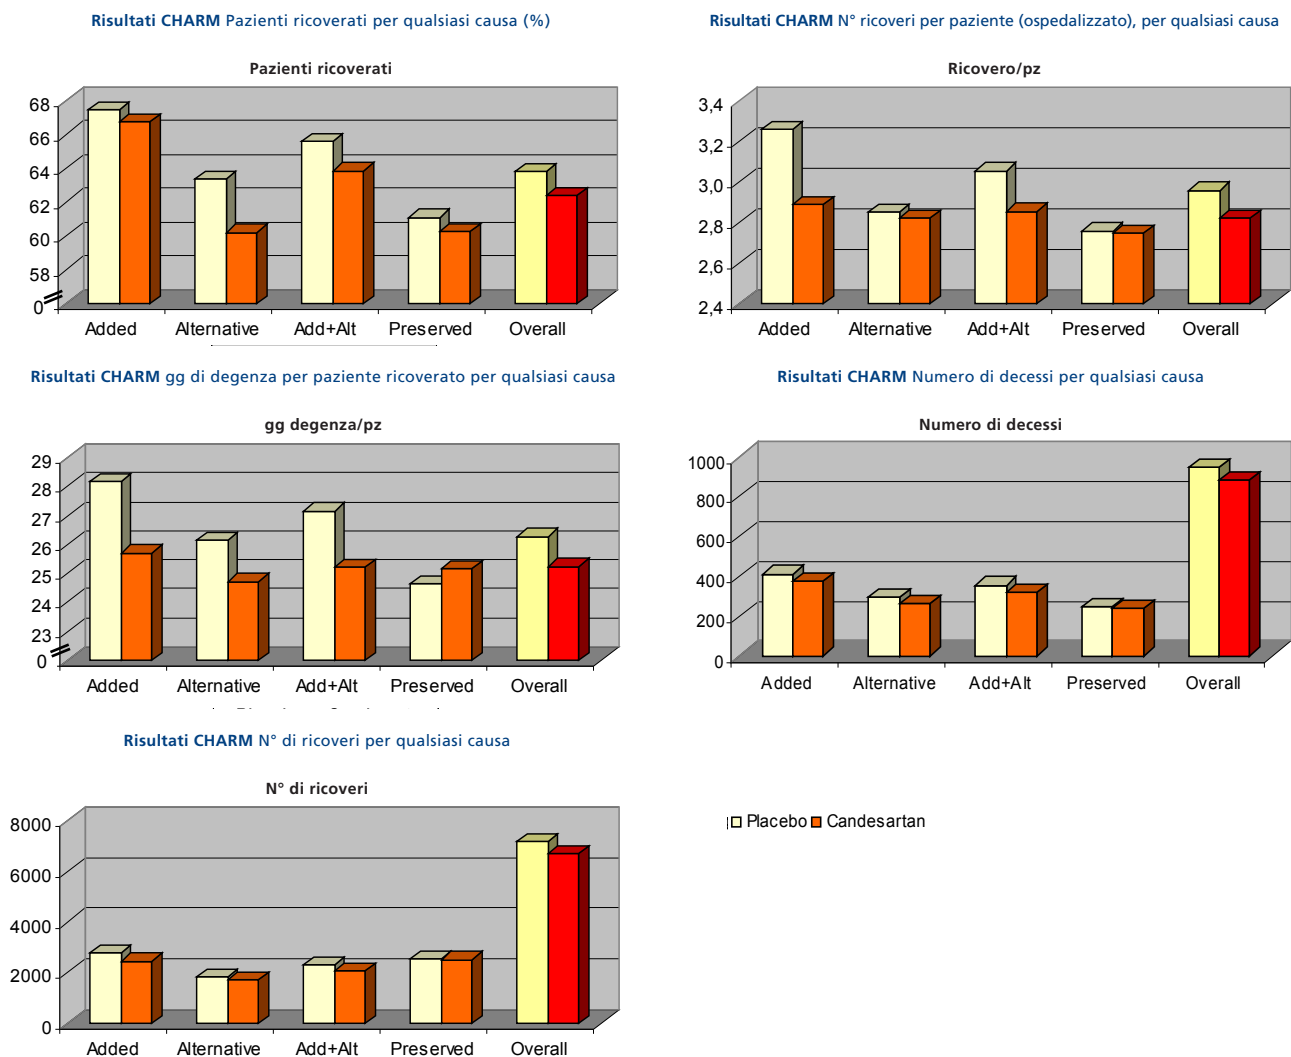 Risultati CHARM Pazienti ricoverati per qualsiasi causa (%)
Pazienti ricoverati
68
66
64
62
60
58
0
Added Alternative Add+Alt Preserved Overall
Risultati CHARM N° ricoveri per paziente (ospedalizzato), per qualsiasi causa
Ricovero/pz
3,4
3,2
3,0
2,8
2,6
2,4
Added Alternative Add+Alt Preserved Overall
Risultati CHARM gg di degenza per paziente ricoverato per qualsiasi causa
gg degenza/pz
29
28
27
26
25
24
23
0
Added Alternative Add+Alt Preserved Overall
Risultati CHARM Numero di decessi per qualsiasi causa
Numero di decessi
1000
800
600
400
200
0
Added Alternative Add+Alt Preserved Overall
Risultati CHARM N° di ricoveri per qualsiasi causa
N° di ricoveri
8000
6000
4000
2000
0
Added Alternative Add+Alt Preserved Overall
Placebo Candesartan